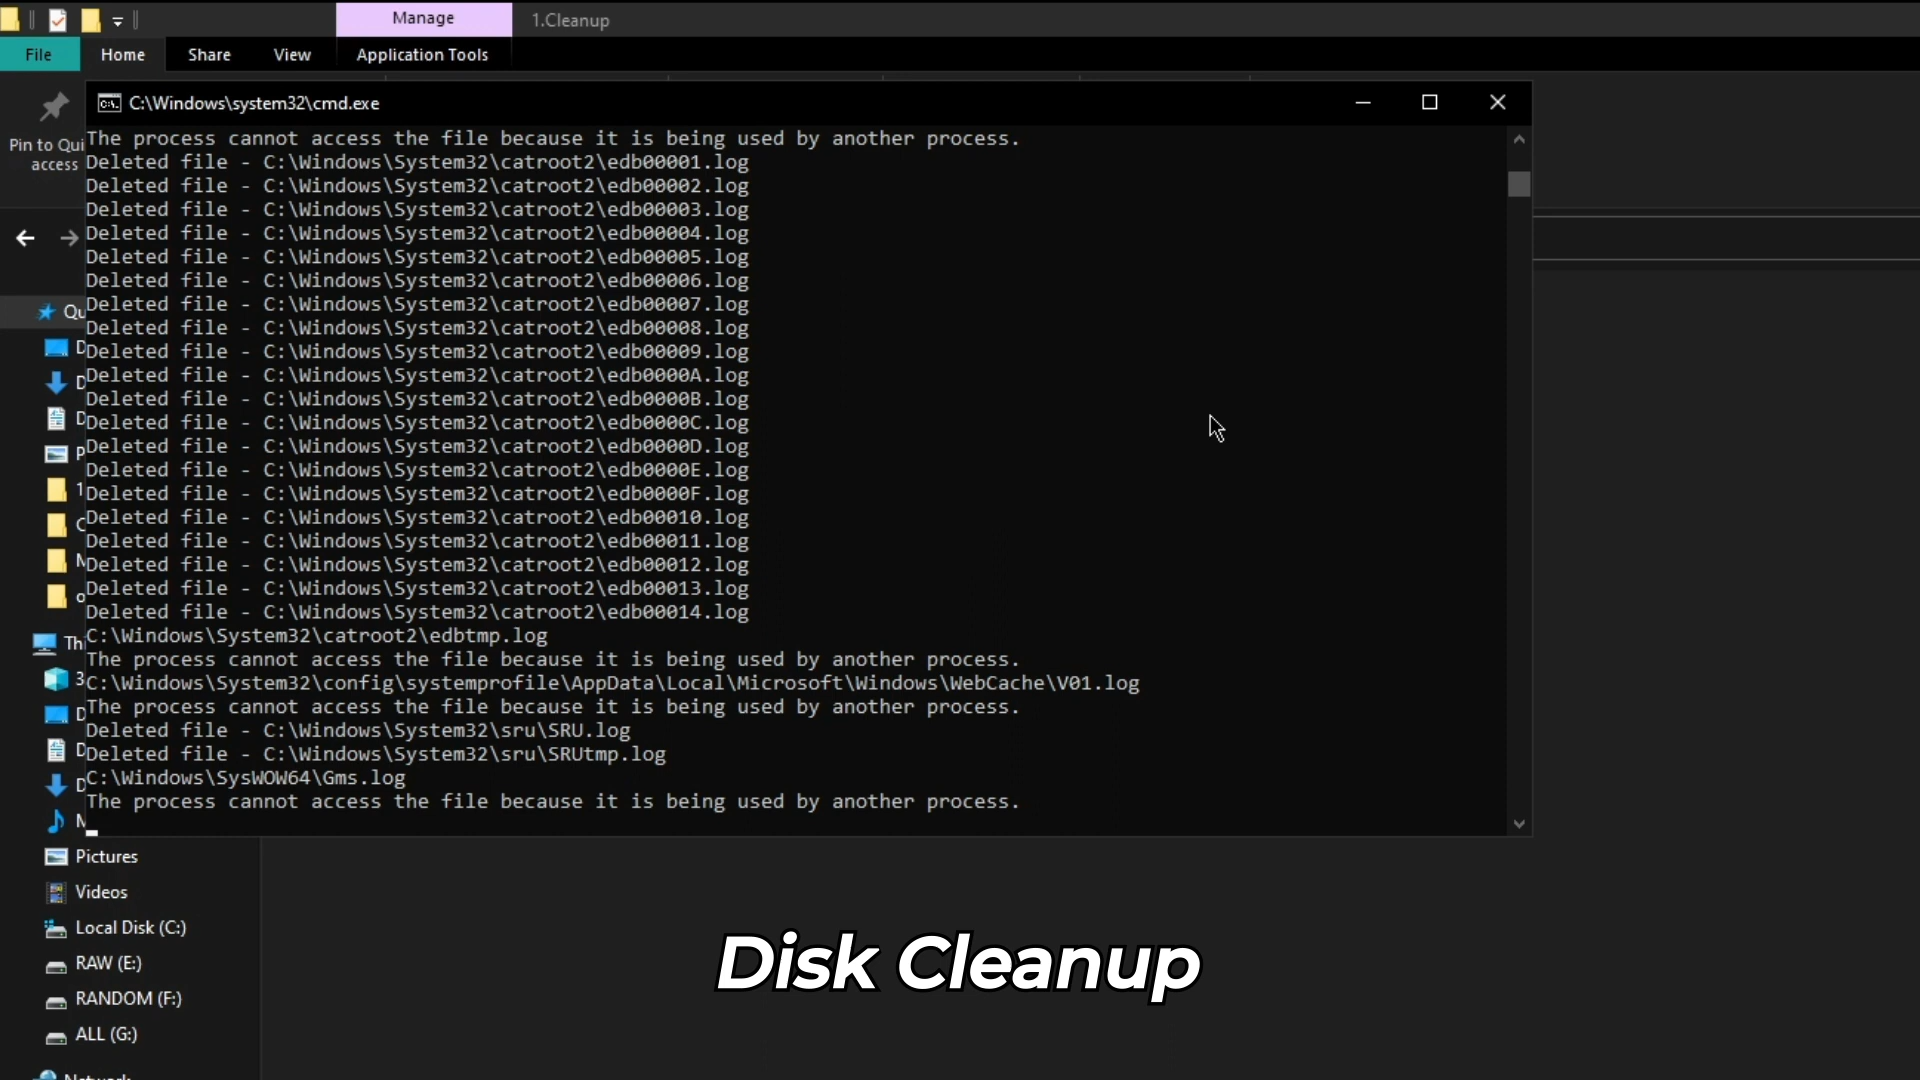 Manage
1.Cleanup
File
Home
Share
View
Application Tools
C:\Windows\system32\cmd.exe
Pin to Qui
access
The process cannot access the file because it is being used by another process.
Deleted file - C:\Windows\System32\catroot2\edb00001.log
Deleted file - C:\Windows\System32\catroot2\edb00002.log
Deleted file - C:\Windows\System32\catroot2\edb00003.log
Deleted file - C:\Windows\System32\catroot2\edb00004.log
Deleted file - C:\Windows\System32\catroot2\edb00005.log
Deleted file - C:\Windows\System32\catroot2\edb00006.log
Deleted file - C:\Windows\System32\catroot2\edb00007.log
Deleted file - C:\Windows\System32\catroot2\edb00008.log
Deleted file - C:\Windows\System32\catroot2\edb00009.log
Deleted file - C:\Windows\System32\catroot2\edb0000A.log
Deleted file - C:\Windows\System32\catroot2\edb0000B.log
Deleted file - C:\Windows\System32\catroot2\edb0000C.log
Deleted file - C:\Windows\System32\catroot2\edb0000D.log
Deleted file - C:\Windows\System32\catroot2\edb0000E.log
Deleted file - C:\Windows\System32\catroot2\edb0000F.log
Deleted file - C:\Windows\System32\catroot2\edb00010.log
Deleted file - C:\Windows\System32\catroot2\edb00011.log
Deleted file - C:\Windows\System32\catroot2\edb00012.log
Deleted file - C:\Windows\System32\catroot2\edb00013.log
Deleted file - C:\Windows\System32\catroot2\edb00014.log
C:\Windows\System32\catroot2\edbtmp.log
The process cannot access the file because it is being used by another process.
C:\Windows\System32\config\systemprofile\AppData\Local\Microsoft\Windows\WebCache\V01.log
The process cannot access the file because it is being used by another process.
Deleted file - C:\Windows\System32\sru\SRU.log
Deleted file - C:\Windows\System32\sru\SRUtmp.log
C:\Windows\SysWOW64\Gms.log
The process cannot access the file because it is being used by another process.
Qu
Thi
3
Pictures
Videos
Local Disk (C:)
RAW (E:)
RANDOM (F:)
ALL (G:)
Network
Disk Cleanup